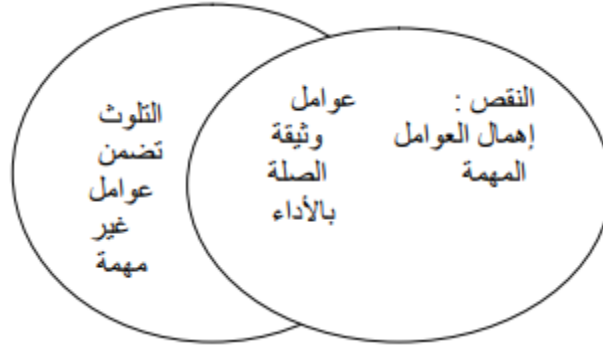 النقص :
إهمال العوامل
المهمة
عوامل
وثيقة
الصلة
بالأداء
التلوث
تضمن
عوامل
غير
مهمة